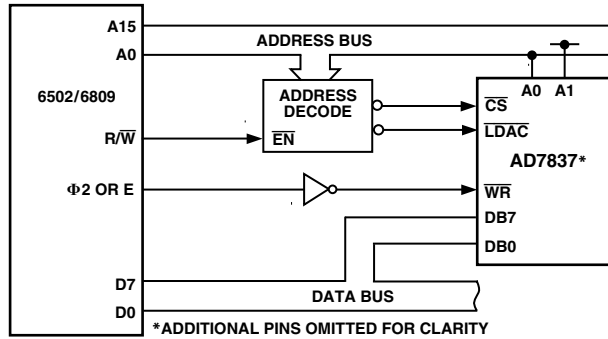 A15
A0
ADDRESS BUS
6502/6809
ADDRESS
DECODE
EN
R/W
A0 A1
CS
LDAC
AD7837*
Φ2 OR E
WR
DB7
DB0
D7
D0
DATA BUS
*ADDITIONAL PINS OMITTED FOR CLARITY